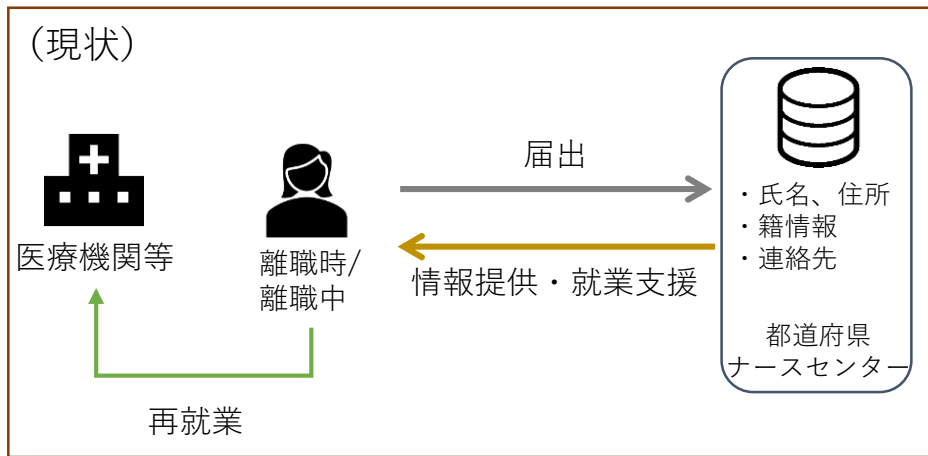 （現状）
医療機関等
離職時/
離職中
届出
情報提供・就業支援
・氏名、住所
・籍情報
・連絡先
都道府県
ナースセンター
再就業